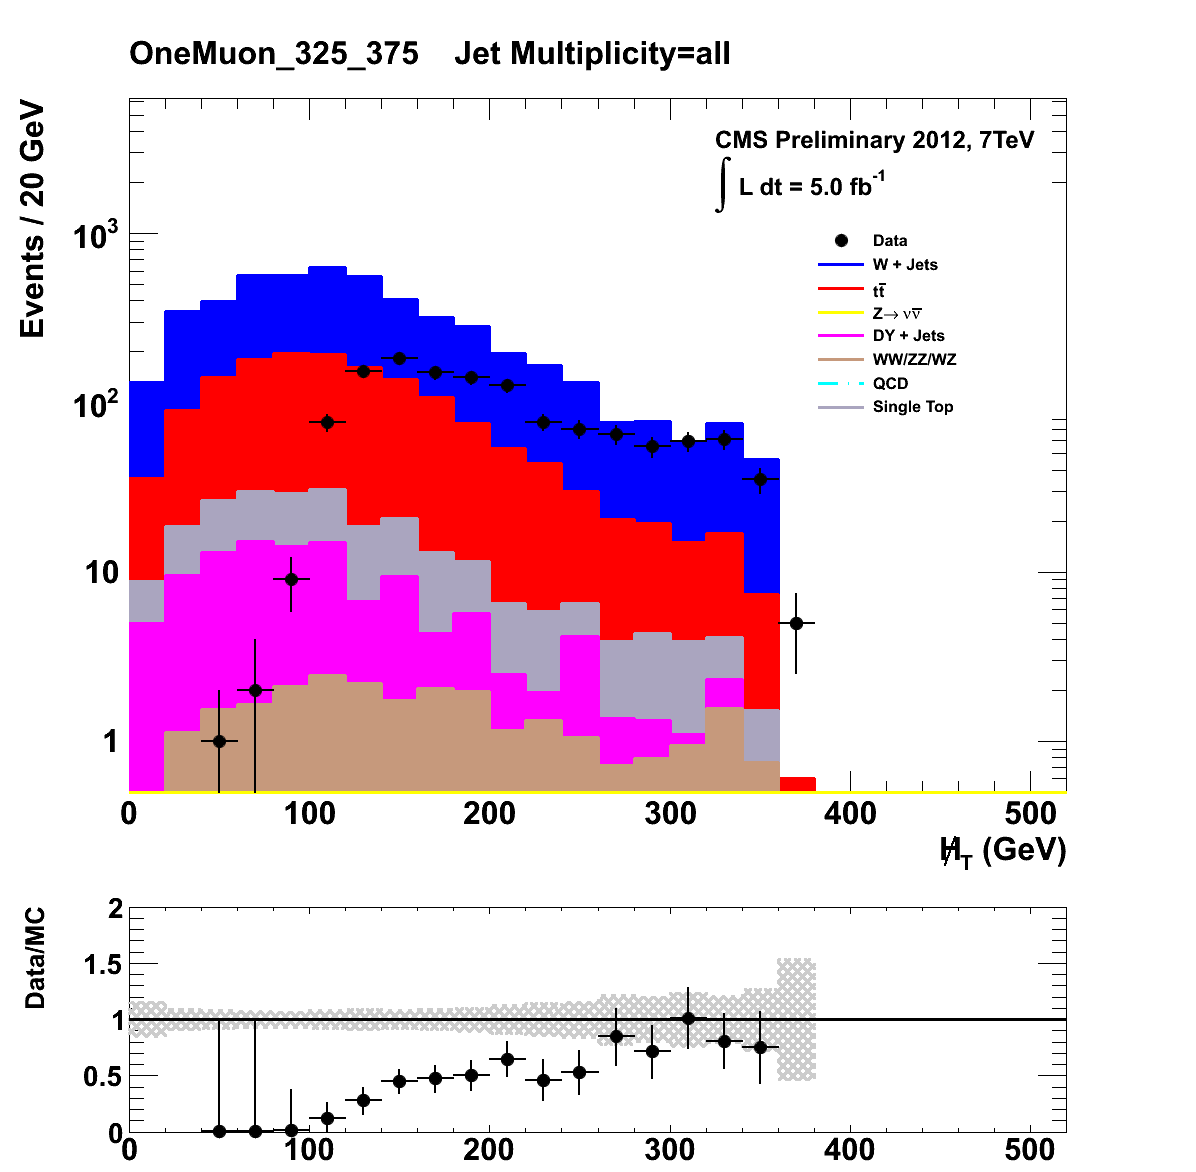 OneMuon_325_375 Jet Multiplicity=all
Events / 20 GeV
CMS Preliminary 2012, 7TeV
∫ L dt = 5.0 fb⁻¹
Data
W + Jets
tt̅
Z→ νν̅
DY + Jets
WW/ZZ/WZ
QCD
Single Top
10³
10²
10
1
0 100 200 300 400 500
H̸_T (GeV)
Data/MC
2
1.5
1
0.5
0
0 100 200 300 400 500